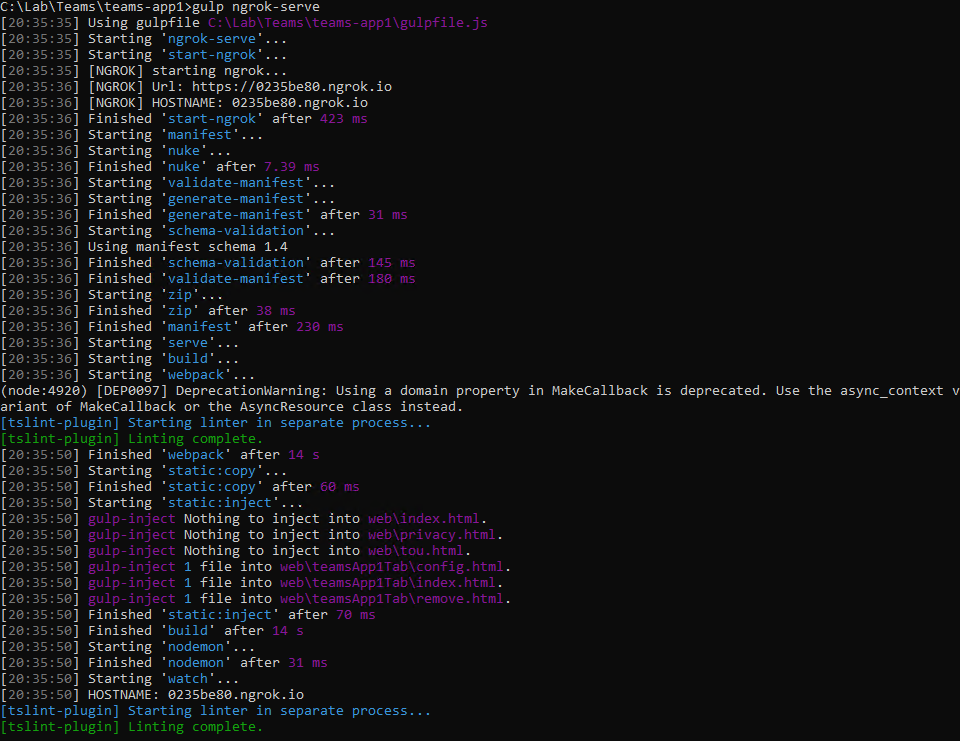 C:\Lab\Teams\teams-app1>gulp ngrok-serve
[20:35:35] Using gulpfile C:\Lab\Teams\teams-app1\gulpfile.js
[20:35:35] Starting 'ngrok-serve'...
[20:35:35] Starting 'start-ngrok'...
[20:35:35] [NGROK] starting ngrok...
[20:35:36] [NGROK] Url: https://0235be80.ngrok.io
[20:35:36] [NGROK] HOSTNAME: 0235be80.ngrok.io
[20:35:36] Finished 'start-ngrok' after 423 ms
[20:35:36] Starting 'manifest'...
[20:35:36] Starting 'nuke'...
[20:35:36] Finished 'nuke' after 7.39 ms
[20:35:36] Starting 'validate-manifest'...
[20:35:36] Starting 'generate-manifest'...
[20:35:36] Finished 'generate-manifest' after 31 ms
[20:35:36] Starting 'schema-validation'...
[20:35:36] Using manifest schema 1.4
[20:35:36] Finished 'schema-validation' after 145 ms
[20:35:36] Finished 'validate-manifest' after 180 ms
[20:35:36] Starting 'zip'...
[20:35:36] Finished 'zip' after 38 ms
[20:35:36] Finished 'manifest' after 230 ms
[20:35:36] Starting 'serve'...
[20:35:36] Starting 'build'...
[20:35:36] Starting 'webpack'...
(node:4920) [DEP0097] DeprecationWarning: Using a domain property in MakeCallback is deprecated. Use the async_context v
ariant of MakeCallback or the AsyncResource class instead.
[tslint-plugin] Starting linter in separate process...
[tslint-plugin] Linting complete.
[20:35:50] Finished 'webpack' after 14 s
[20:35:50] Starting 'static:copy'...
[20:35:50] Finished 'static:copy' after 60 ms
[20:35:50] Starting 'static:inject'...
[20:35:50] gulp-inject Nothing to inject into web\index.html.
[20:35:50] gulp-inject Nothing to inject into web\privacy.html.
[20:35:50] gulp-inject Nothing to inject into web\tou.html.
[20:35:50] gulp-inject 1 file into web\teamsApp1Tab\config.html.
[20:35:50] gulp-inject 1 file into web\teamsApp1Tab\index.html.
[20:35:50] gulp-inject 1 file into web\teamsApp1Tab\remove.html.
[20:35:50] Finished 'static:inject' after 70 ms
[20:35:50] Finished 'build' after 14 s
[20:35:50] Starting 'nodemon'...
[20:35:50] Finished 'nodemon' after 31 ms
[20:35:50] Starting 'watch'...
[20:35:50] HOSTNAME: 0235be80.ngrok.io
[tslint-plugin] Starting linter in separate process...
[tslint-plugin] Linting complete.